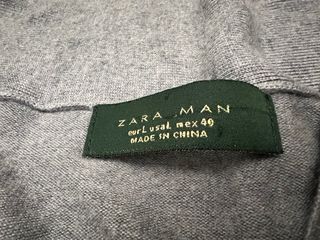 ZARA MAN
eur L usa L mex 40
MADE IN CHINA